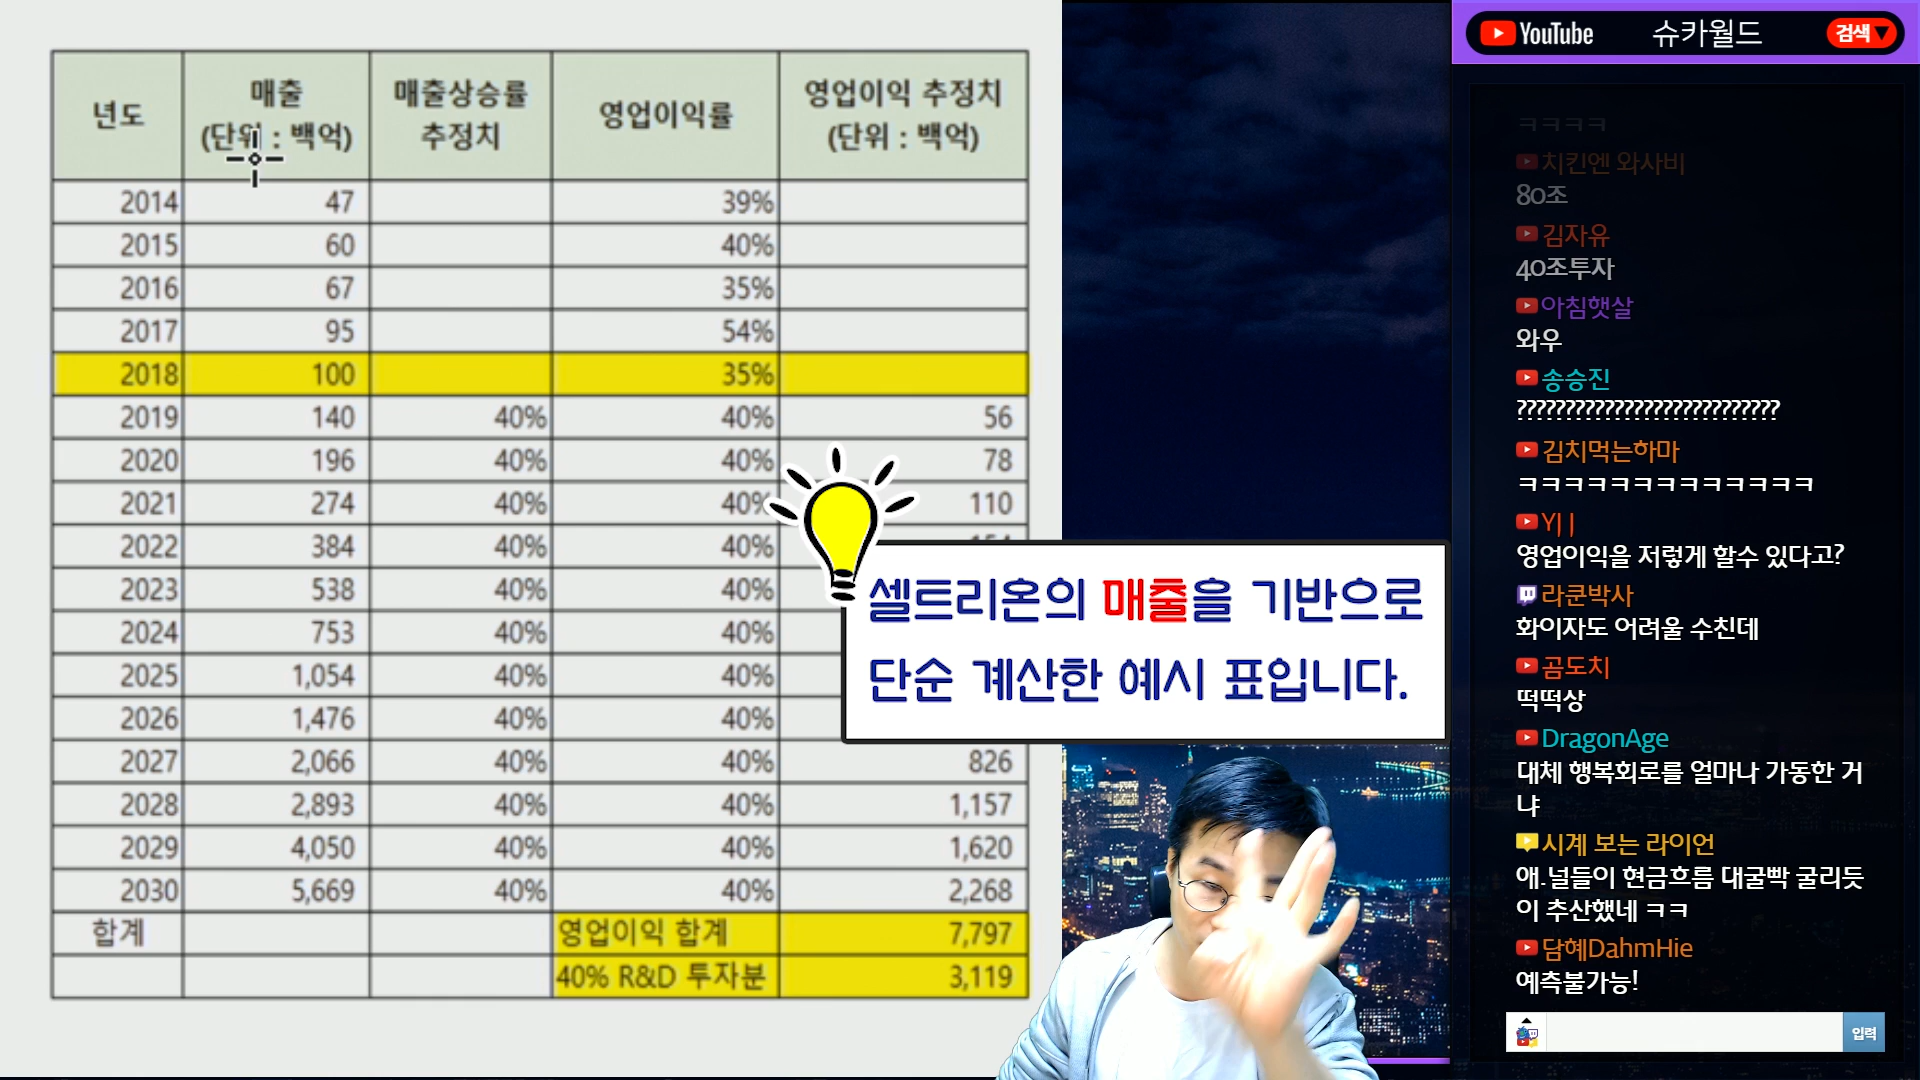 년도
매출
(단위 : 백억)
매출상승률
추정치
영업이익률
영업이익 추정치
(단위 : 백억)
2014 47 39%
2015 60 40%
2016 67 35%
2017 95 54%
2018 100 35%
2019 140 40% 40% 56
2020 196 40% 40% 78
2021 274 40% 40% 110
2022 384 40% 40%
2023 538 40% 40%
2024 753 40% 40%
2025 1,054 40% 40%
2026 1,476 40% 40%
2027 2,066 40% 40% 826
2028 2,893 40% 40% 1,157
2029 4,050 40% 40% 1,620
2030 5,669 40% 40% 2,268
합계 영업이익 합계 7,797
40% R&D 투자분 3,119
셀트리온의 매출을 기반으로
단순 계산한 예시 표입니다.
YouTube 슈카월드 검색
ㅋㅋㅋㅋ
치킨엔 와사비
80조
김자유
40조투자
아침햇살
와우
송승진
???????????????????????????
김치먹는하마
ㅋㅋㅋㅋㅋㅋㅋㅋㅋㅋㅋㅋㅋ
영업이익을 저렇게 할수 있다고?
라쿤박사
화이자도 어려울 수친데
곰도치
떡떡상
DragonAge
대체 행복회로를 얼마나 가동한 거
냐
시계 보는 라이언
애.널들이 현금흐름 대굴빡 굴리듯
이 추산했네 ㅋㅋ
담혜DahmHie
예측불가능!
입력